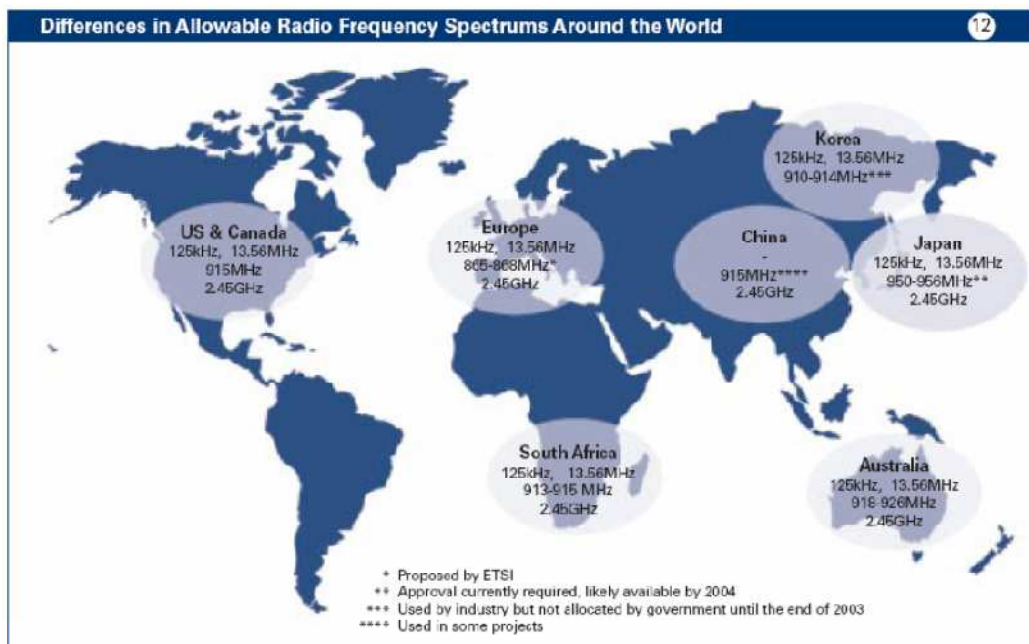 Differences in Allowable Radio Frequency Spectrums Around the World
12
Korea
125kHz, 13.56MHz
910-914MHz***
US & Canada
125kHz, 13.56MHz
915MHz
2.45GHz
Europe
125kHz, 13.56MHz
865-868MHz*
2.45GHz
China
-
915MHz****
2.45GHz
Japan
125kHz, 13.56MHz
950-956MHz**
2.45GHz
South Africa
125kHz, 13.56MHz
913-915 MHz
2.45GHz
Australia
125kHz, 13.56MHz
918-926MHz
2.45GHz
* Proposed by ETSI
** Approval currently required, likely available by 2004
*** Used by industry but not allocated by government until the end of 2003
**** Used in some projects